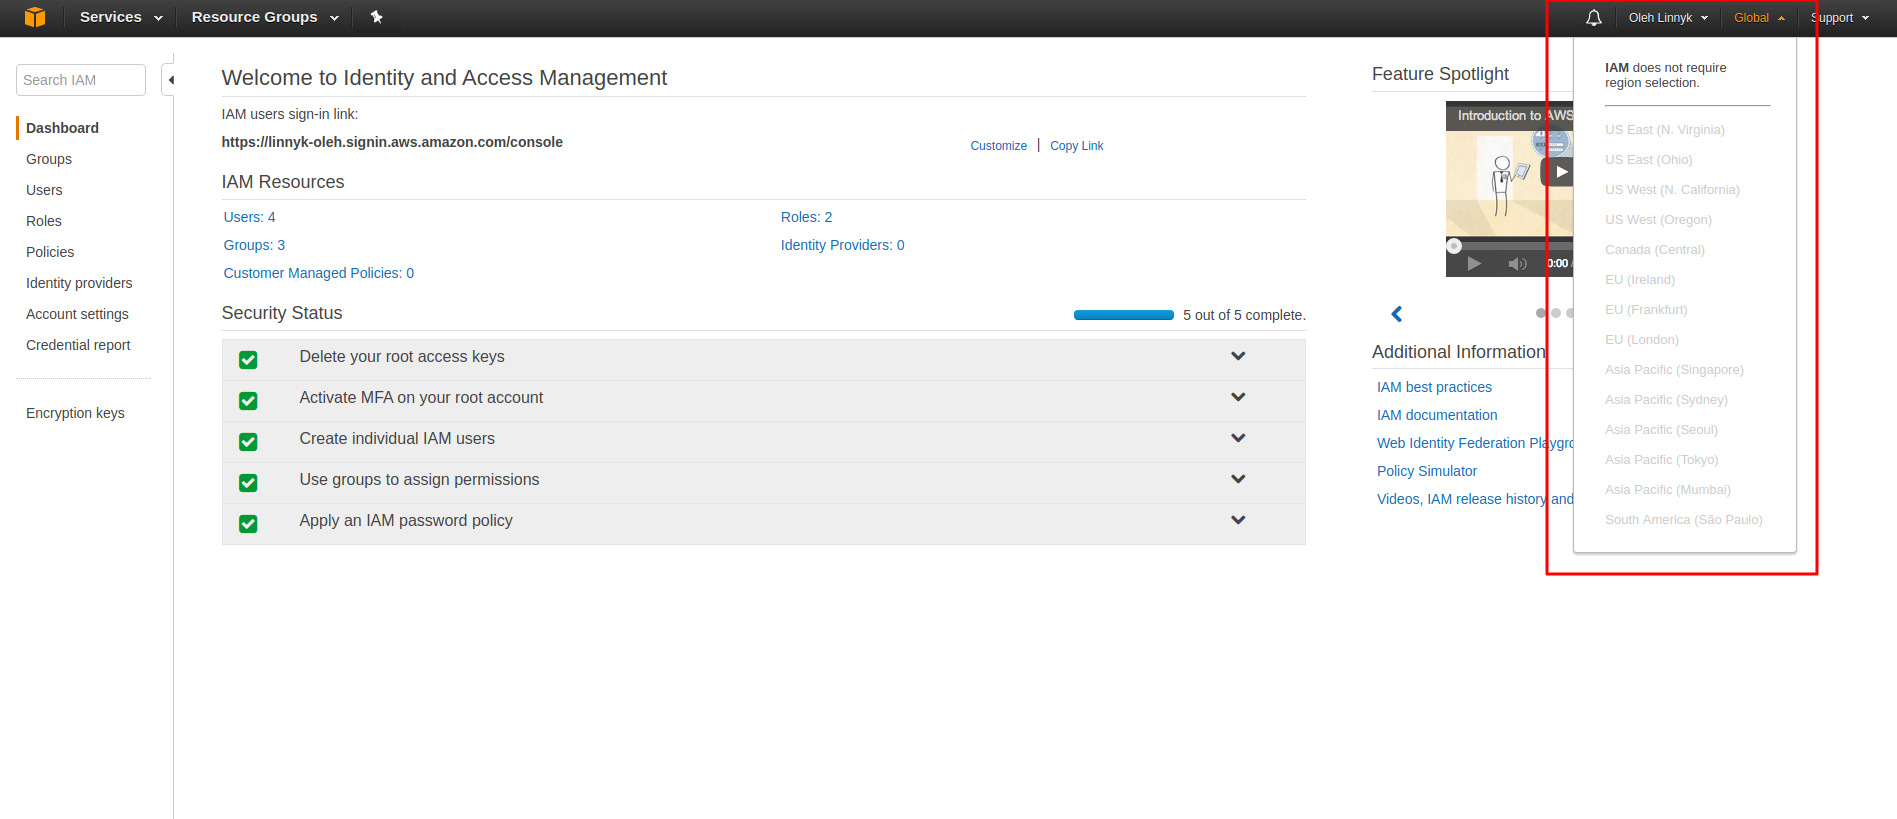 Services
Resource Groups
Oleh Linnyk
Global
Support
Search IAM
Dashboard
Groups
Users
Roles
Policies
Identity providers
Account settings
Credential report
Encryption keys
Welcome to Identity and Access Management
IAM users sign-in link:
https://linnyk-oleh.signin.aws.amazon.com/console
Customize | Copy Link
IAM Resources
Users: 4
Roles: 2
Groups: 3
Identity Providers: 0
Customer Managed Policies: 0
Security Status
5 out of 5 complete.
Delete your root access keys
Activate MFA on your root account
Create individual IAM users
Use groups to assign permissions
Apply an IAM password policy
Feature Spotlight
Introduction to AWS
0:00 /
Additional Information
IAM best practices
IAM documentation
Web Identity Federation Playgro
Policy Simulator
Videos, IAM release history and
IAM does not require
region selection.
US East (N. Virginia)
US East (Ohio)
US West (N. California)
US West (Oregon)
Canada (Central)
EU (Ireland)
EU (Frankfurt)
EU (London)
Asia Pacific (Singapore)
Asia Pacific (Sydney)
Asia Pacific (Seoul)
Asia Pacific (Tokyo)
Asia Pacific (Mumbai)
South America (São Paulo)